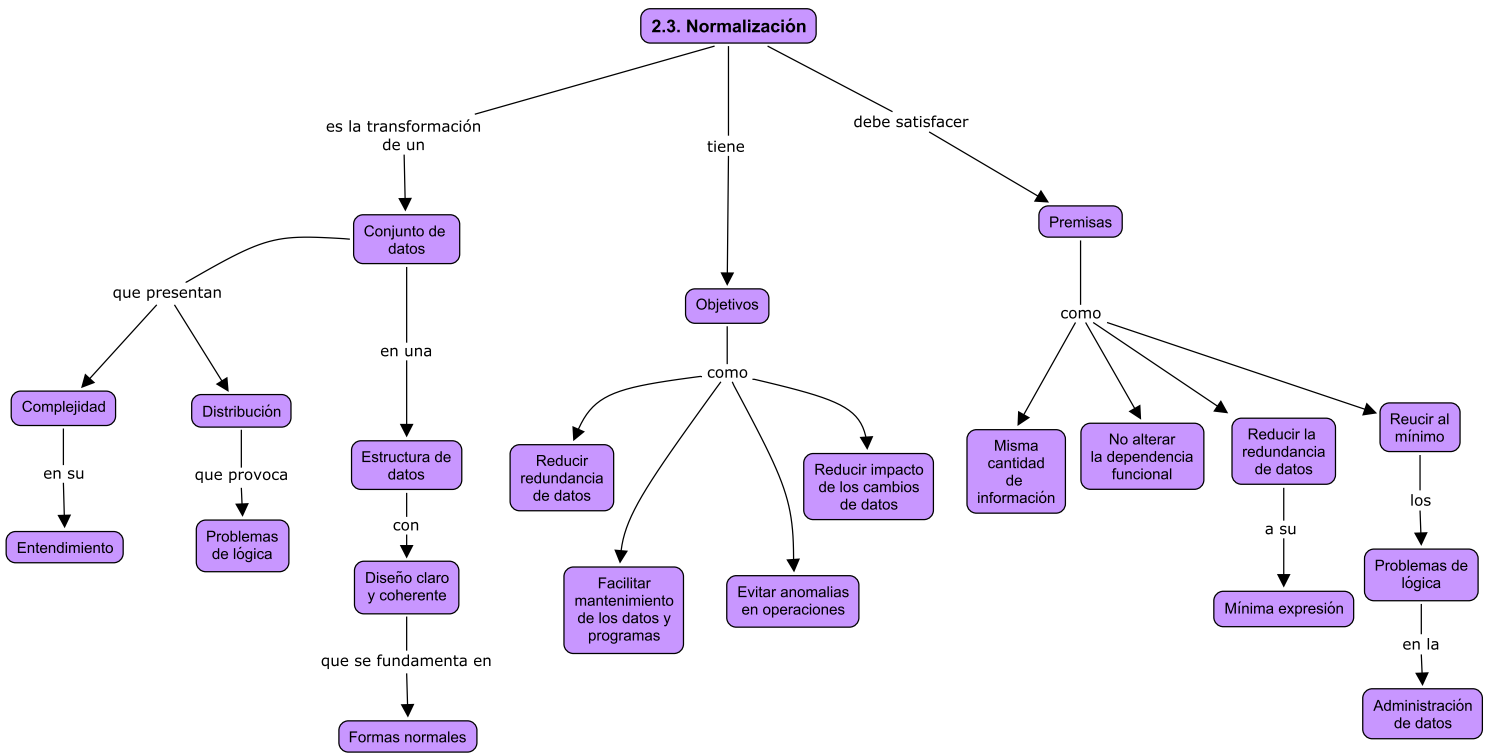 2.3. Normalización
es la transformación
de un
tiene
debe satisfacer
Conjunto de
datos
Premisas
que presentan
Objetivos
como
en una
como
Complejidad
Distribución
Estructura de
datos
Reducir
redundancia
de datos
Reducir impacto
de los cambios
de datos
Misma
cantidad
de
información
No alterar
la dependencia
funcional
Reducir la
redundancia
de datos
Reucir al
mínimo
en su
que provoca
con
a su
los
Entendimiento
Problemas
de lógica
Diseño claro
y coherente
Facilitar
mantenimiento
de los datos y
programas
Evitar anomalias
en operaciones
Mínima expresión
Problemas de
lógica
que se fundamenta en
en la
Formas normales
Administración
de datos